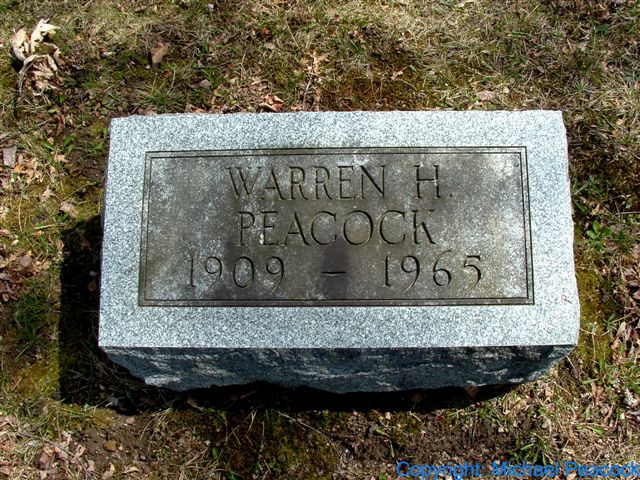 WARREN H.
PEACOCK
1909 – 1965
Copyright: Michael Peacock